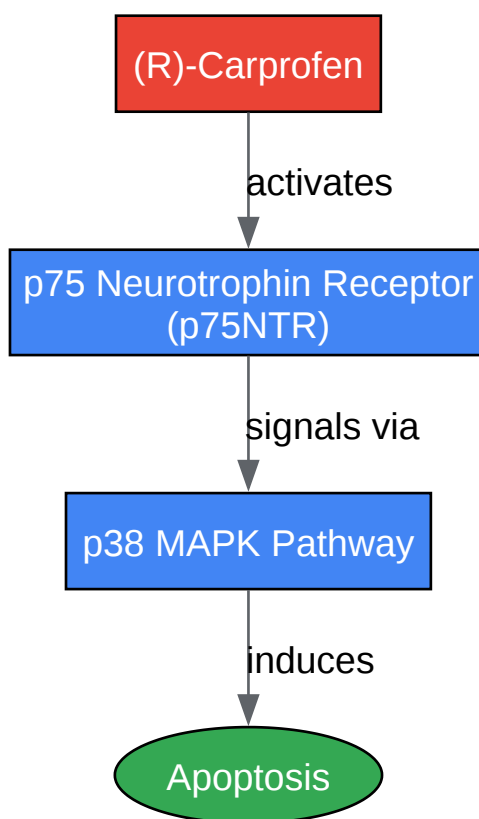 (R)-Carprofen
activates
p75 Neurotrophin Receptor
(p75NTR)
signals via
p38 MAPK Pathway
induces
Apoptosis